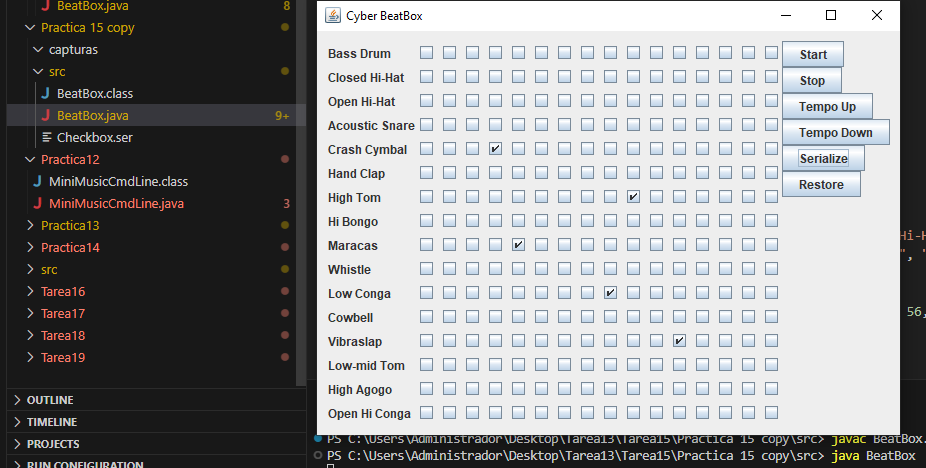 BeatBox.java 8
Practica 15 copy
capturas
src
BeatBox.class
BeatBox.java 9+
Checkbox.ser
Practica12
MiniMusicCmdLine.class
MiniMusicCmdLine.java 3
Practica13
Practica14
src
Tarea16
Tarea17
Tarea18
Tarea19
OUTLINE
TIMELINE
PROJECTS
RUN CONFIGURATION
Cyber BeatBox
Bass Drum
Closed Hi-Hat
Open Hi-Hat
Acoustic Snare
Crash Cymbal
Hand Clap
High Tom
Hi Bongo
Maracas
Whistle
Low Conga
Cowbell
Vibraslap
Low-mid Tom
High Agogo
Open Hi Conga
Start
Stop
Tempo Up
Tempo Down
Serialize
Restore
Hi-H
", "
56,
PS C:\Users\Administrador\Desktop\Tarea13\Tarea15\Practica 15 copy\src> javac BeatBox.
PS C:\Users\Administrador\Desktop\Tarea13\Tarea15\Practica 15 copy\src> java BeatBox